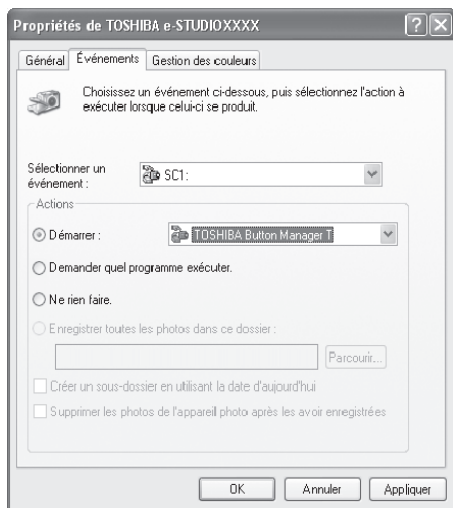 Propriétés de TOSHIBA e-STUDIOXXXX
Général Événements Gestion des couleurs
Choisissez un événement ci-dessous, puis sélectionnez l'action à
exécuter lorsque celui-ci se produit.
Sélectionner un
événement :
SC1:
Actions
Démarrer :
TOSHIBA Button Manager T
Demander quel programme exécuter.
Ne rien faire.
Enregistrer toutes les photos dans ce dossier :
Parcourir...
Créer un sous-dossier en utilisant la date d'aujourd'hui
Supprimer les photos de l'appareil photo après les avoir enregistrées
OK Annuler Appliquer